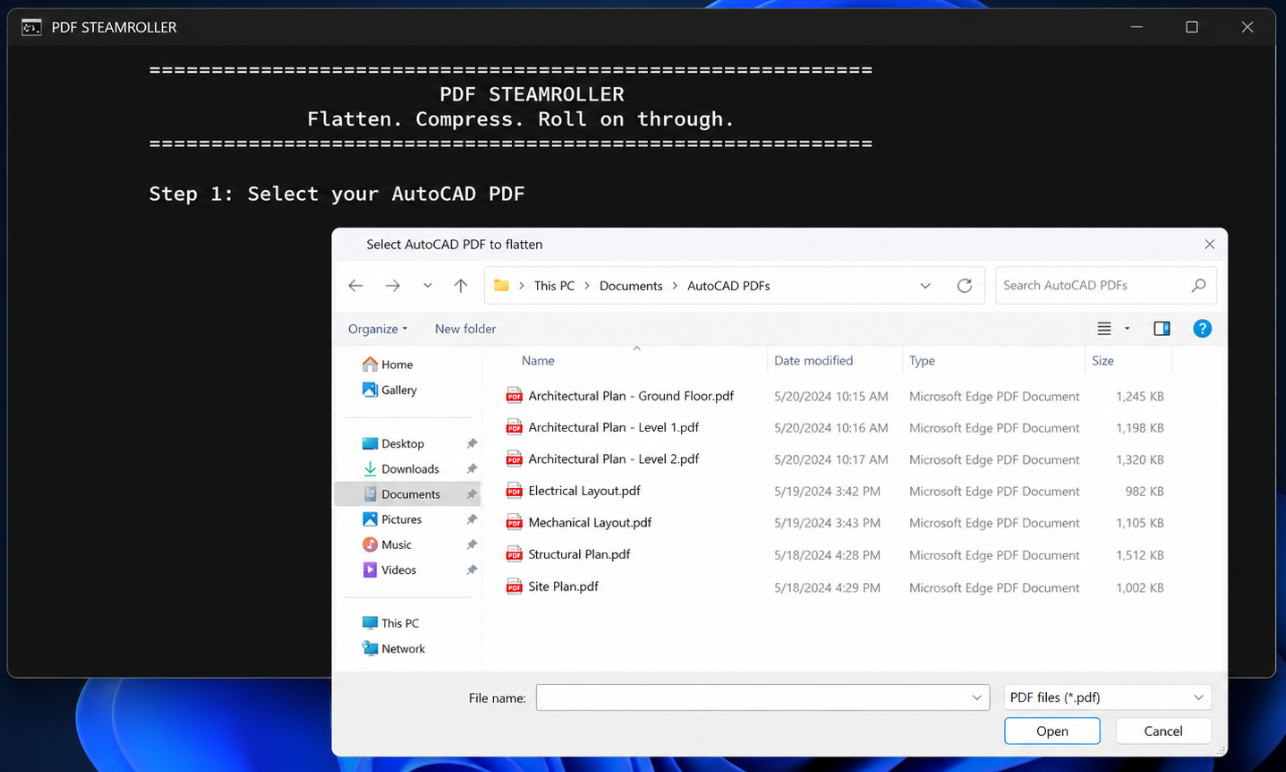 PDF STEAMROLLER
===========================================================
PDF STEAMROLLER
Flatten. Compress. Roll on through.
===========================================================
Step 1: Select your AutoCAD PDF
Select AutoCAD PDF to flatten
This PC > Documents > AutoCAD PDFs
Search AutoCAD PDFs
Organize New folder ?
Home
Gallery
Desktop
Downloads
Documents
Pictures
Music
Videos
This PC
Network
Name Date modified Type Size
PDF Architectural Plan - Ground Floor.pdf 5/20/2024 10:15 AM Microsoft Edge PDF Document 1,245 KB
PDF Architectural Plan - Level 1.pdf 5/20/2024 10:16 AM Microsoft Edge PDF Document 1,198 KB
PDF Architectural Plan - Level 2.pdf 5/20/2024 10:17 AM Microsoft Edge PDF Document 1,320 KB
PDF Electrical Layout.pdf 5/19/2024 3:42 PM Microsoft Edge PDF Document 982 KB
PDF Mechanical Layout.pdf 5/19/2024 3:43 PM Microsoft Edge PDF Document 1,105 KB
PDF Structural Plan.pdf 5/18/2024 4:28 PM Microsoft Edge PDF Document 1,512 KB
PDF Site Plan.pdf 5/18/2024 4:29 PM Microsoft Edge PDF Document 1,002 KB
File name: PDF files (*.pdf)
Open Cancel